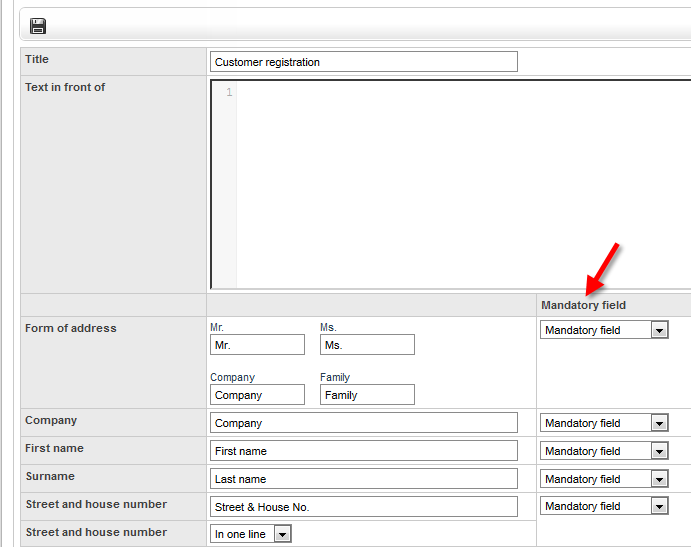 Title Customer registration
Text in front of 1
Mandatory field
Form of address Mr. Ms. Mandatory field
Mr. Ms.
Company Family
Company Family
Company Company Mandatory field
First name First name Mandatory field
Surname Last name Mandatory field
Street and house number Street & House No. Mandatory field
Street and house number In one line